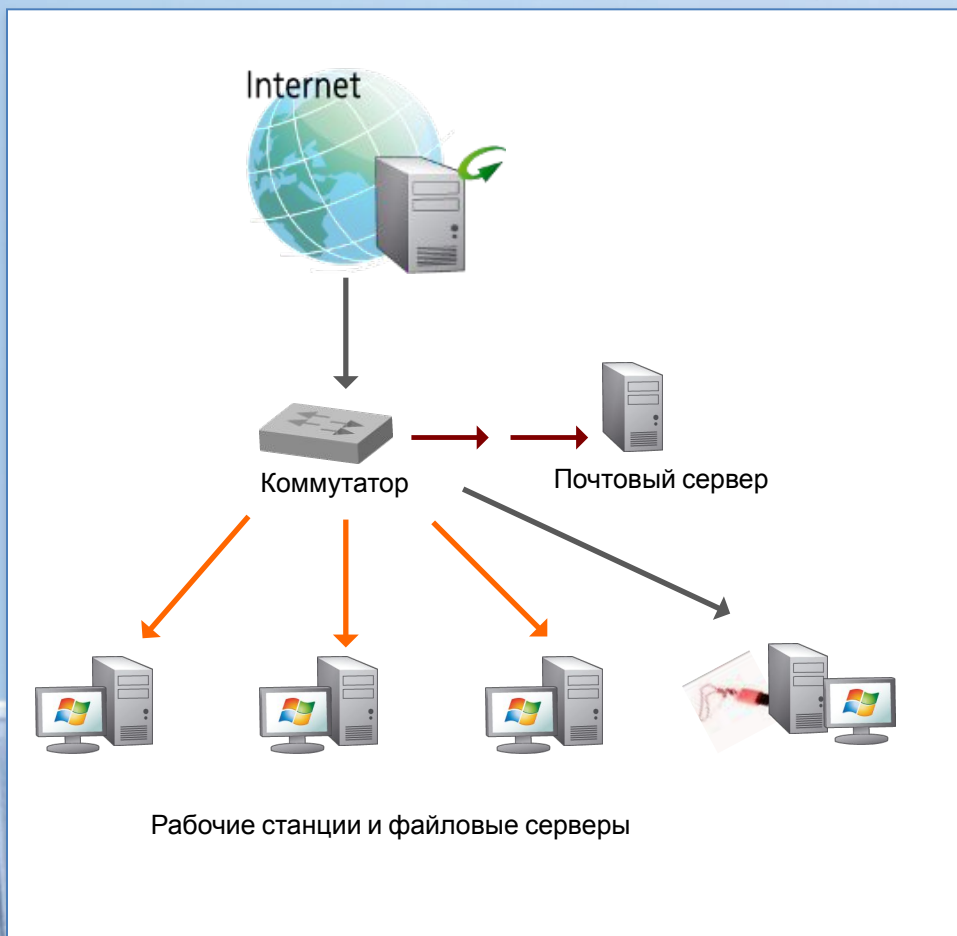 Internet
Коммутатор
Почтовый сервер
Рабочие станции и файловые серверы